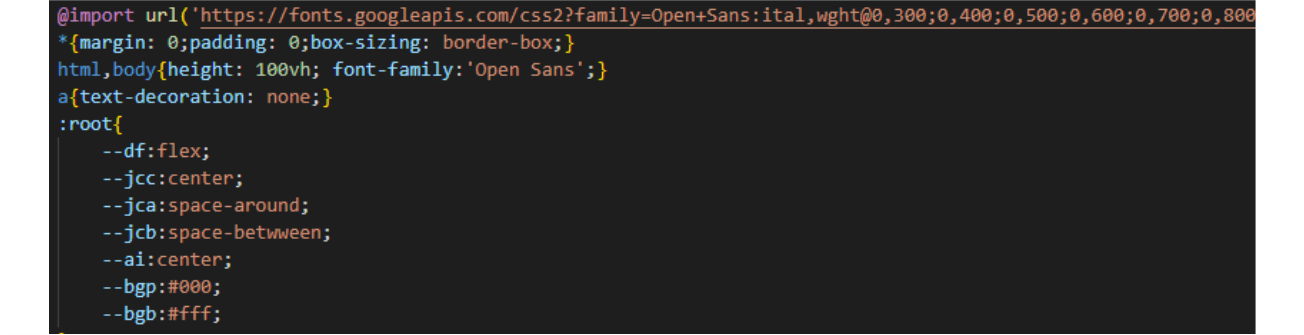 @import url('https://fonts.googleapis.com/css2?family=Open+Sans:ital,wght@0,300;0,400;0,500;0,600;0,700;0,800
*{margin: 0;padding: 0;box-sizing: border-box;}
html,body{height: 100vh; font-family:'Open Sans';}
a{text-decoration: none;}
:root{
--df:flex;
--jcc:center;
--jca:space-around;
--jcb:space-betwween;
--ai:center;
--bgp:#000;
--bgb:#fff;